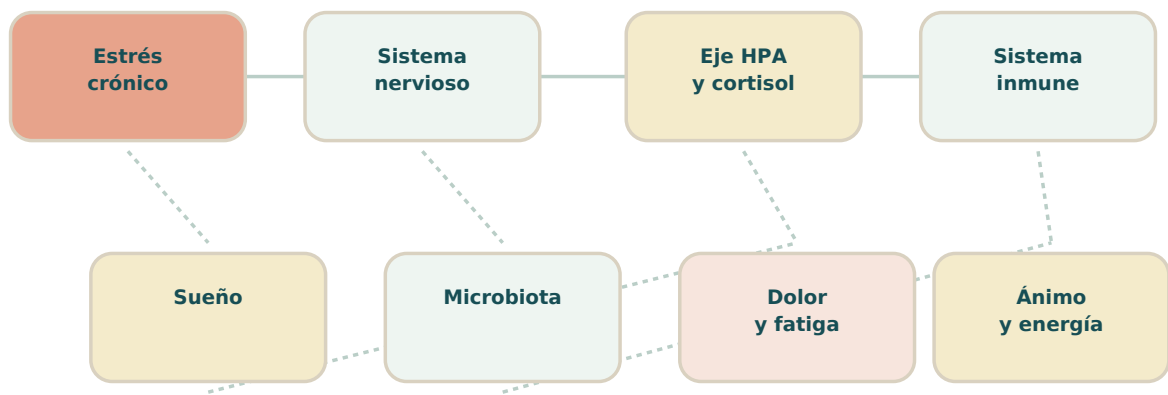 Estrés
crónico
Sistema
nervioso
Eje HPA
y cortisol
Sistema
inmune
Sueño
Microbiota
Dolor
y fatiga
Ánimo
y energía